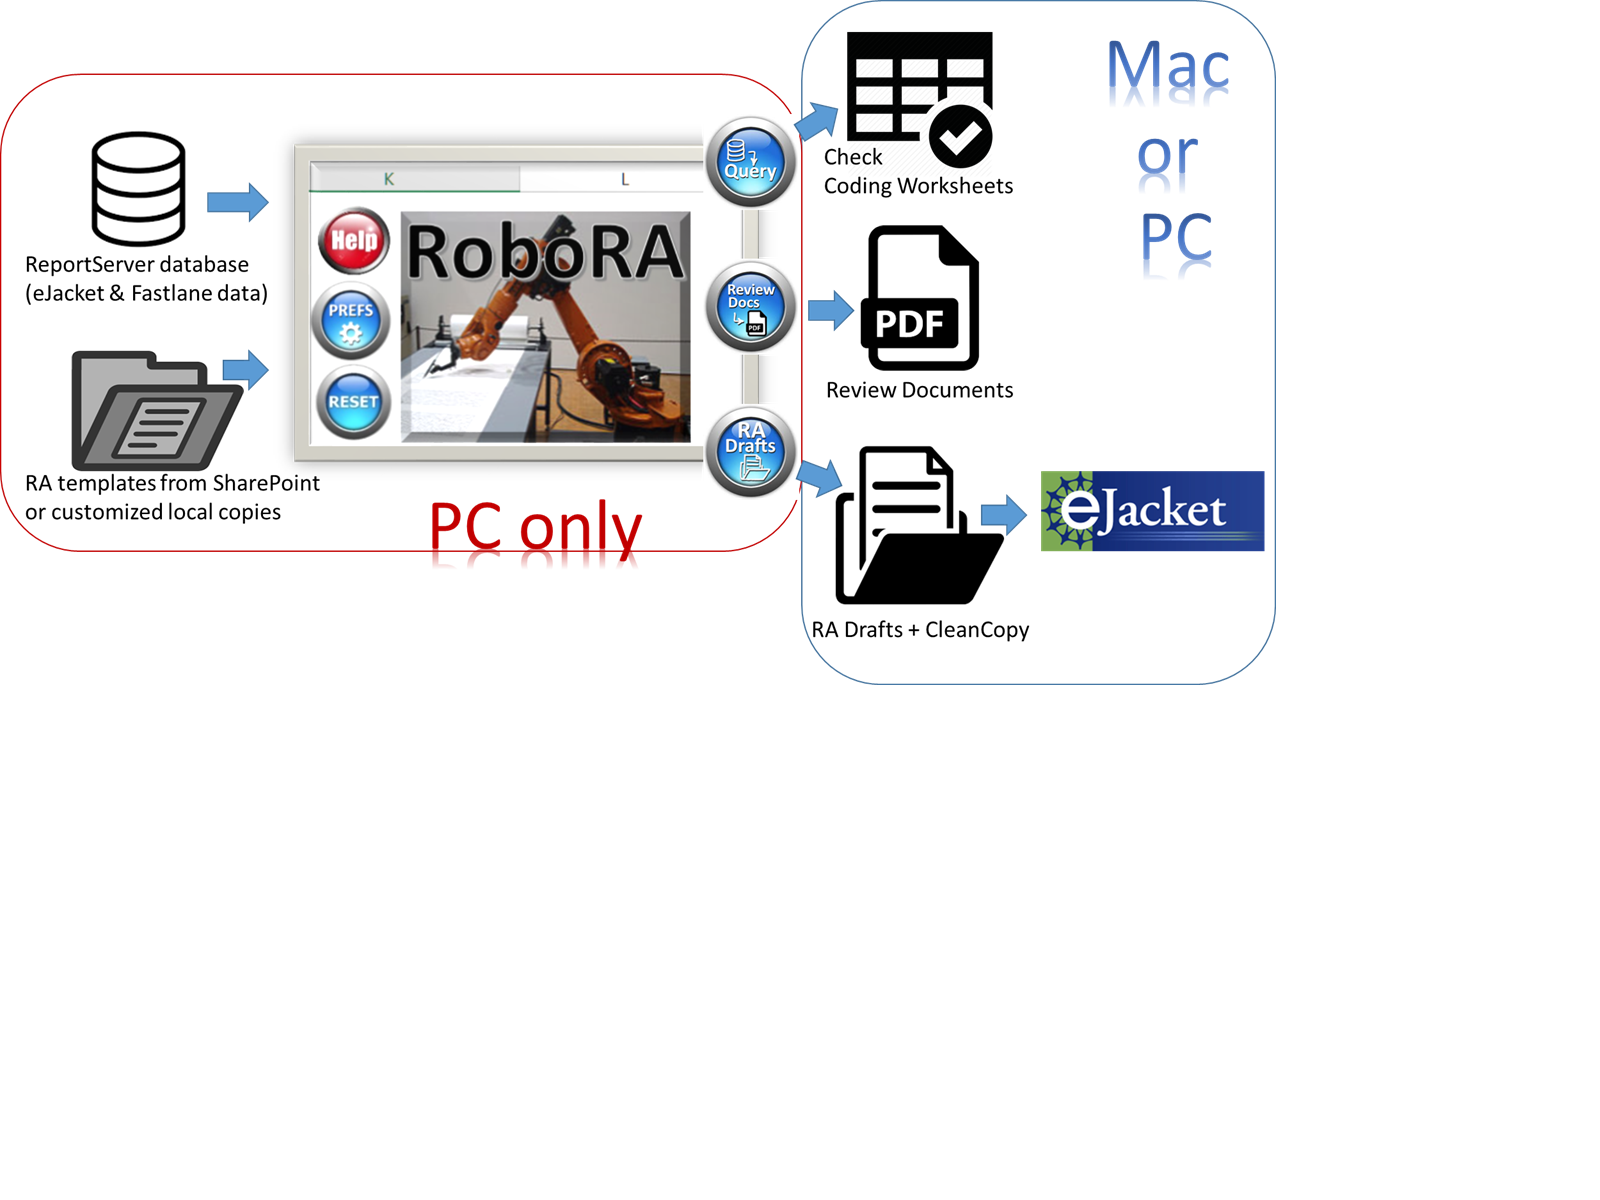 ReportServer database
(eJacket & Fastlane data)
RA templates from SharePoint
or customized local copies
K
L
Help
PREFS
RESET
RoboRA
Query
Review
Docs
PDF
RA
Drafts
PC only
Check
Coding Worksheets
PDF
Review Documents
RA Drafts + CleanCopy
eJacket
Mac
or
PC